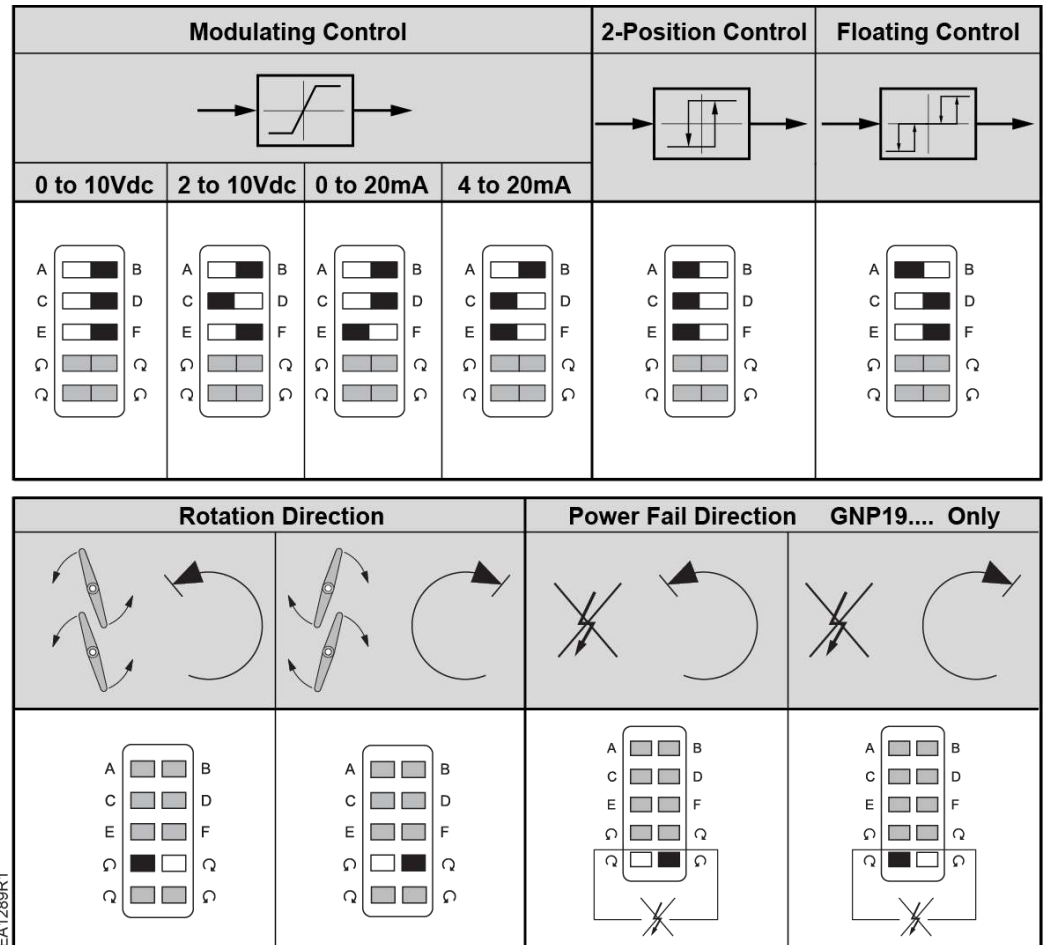 Modulating Control 2-Position Control Floating Control
0 to 10Vdc 2 to 10Vdc 0 to 20mA 4 to 20mA
A B A B A B A B A B A B
C D C D C D C D C D C D
E F E F E F E F E F E F
Rotation Direction Power Fail Direction GNP19.... Only
A B A B A B A B
C D C D C D C D
E F E F E F E F
EA1289R1